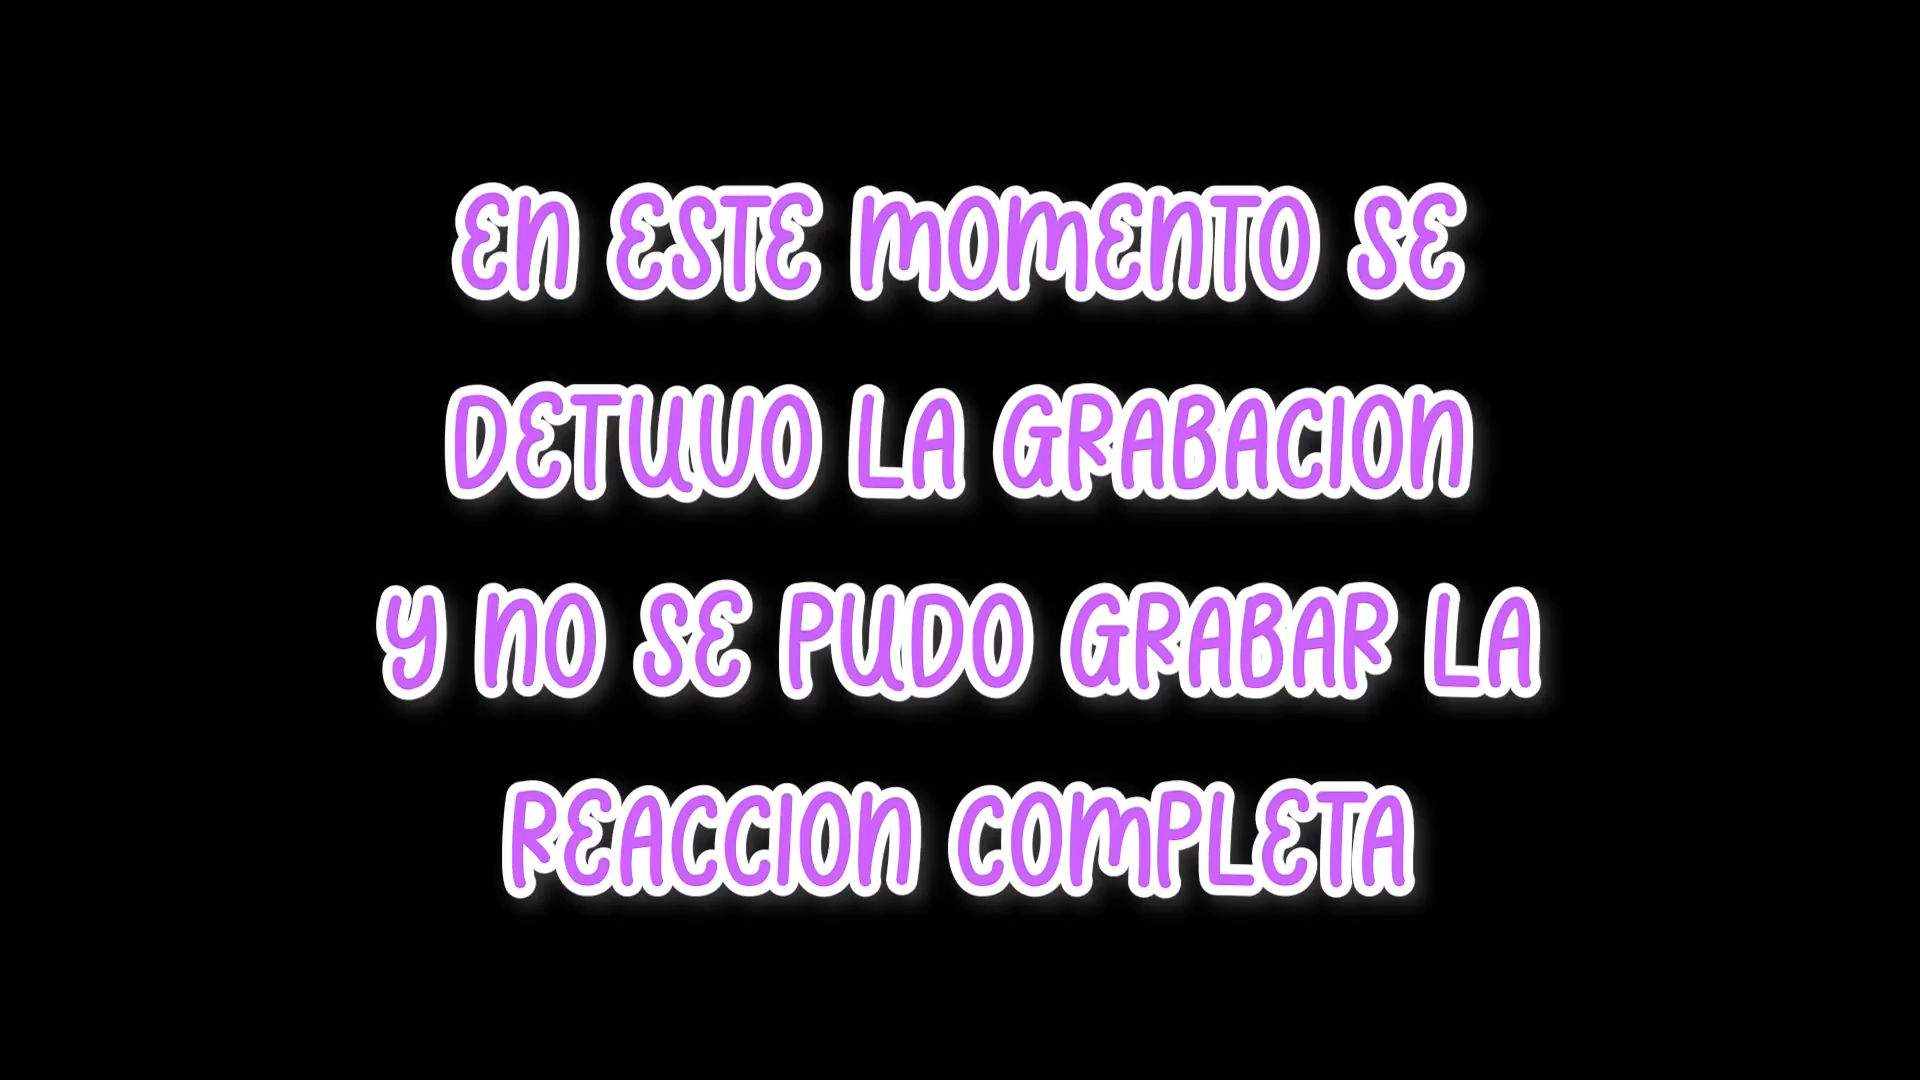 EN ESTE MOMENTO SE
DETUVO LA GRABACION
Y NO SE PUDO GRABAR LA
REACCION COMPLETA